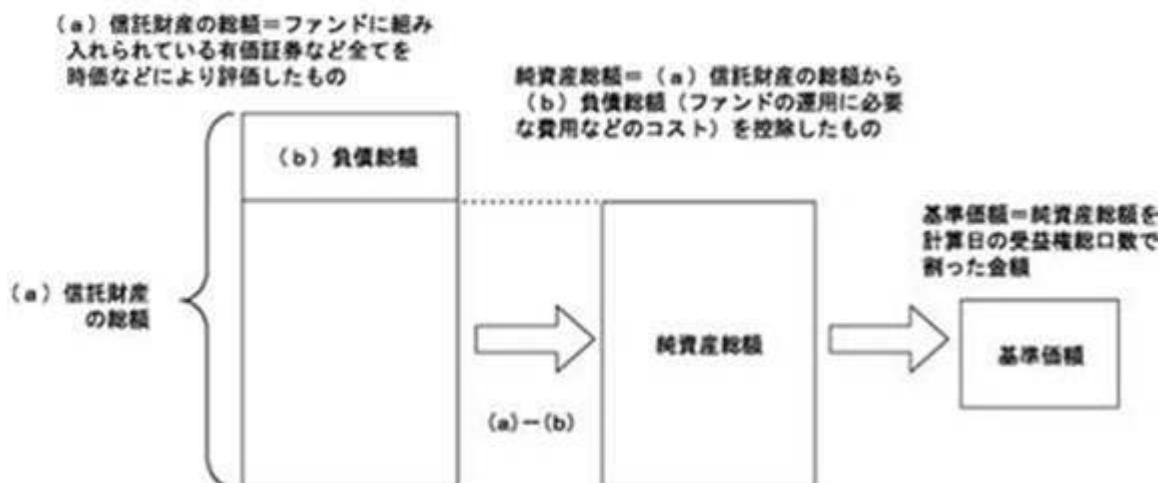 (a)信託財産の総額＝ファンドに組み
入れられている有価証券など全てを
時価などにより評価したもの
純資産総額＝(a)信託財産の総額から
(b)負債総額(ファンドの運用に必要
な費用などのコスト)を控除したもの
(b)負債総額
基準価額＝純資産総額を
計算日の受益権総口数で
割った金額
(a)信託財産
の総額
純資産総額
基準価額
(a)－(b)